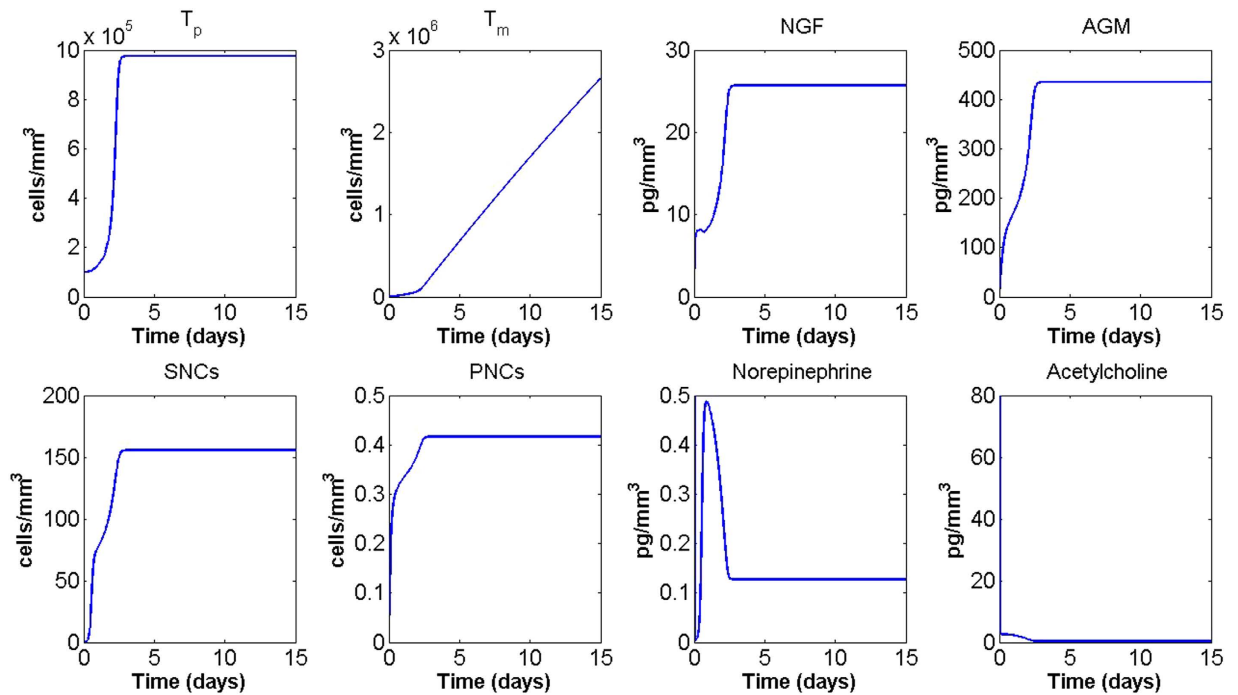 T_p
x 10^5
10
8
6
4
2
0
cells/mm^3
0 5 10 15
Time (days)
T_m
x 10^6
3
2
1
0
cells/mm^3
0 5 10 15
Time (days)
NGF
30
20
10
0
pg/mm^3
0 5 10 15
Time (days)
AGM
500
400
300
200
100
0
pg/mm^3
0 5 10 15
Time (days)
SNCs
200
150
100
50
0
cells/mm^3
0 5 10 15
Time (days)
PNCs
0.5
0.4
0.3
0.2
0.1
0
cells/mm^3
0 5 10 15
Time (days)
Norepinephrine
0.5
0.4
0.3
0.2
0.1
0
pg/mm^3
0 5 10 15
Time (days)
Acetylcholine
80
60
40
20
0
pg/mm^3
0 5 10 15
Time (days)